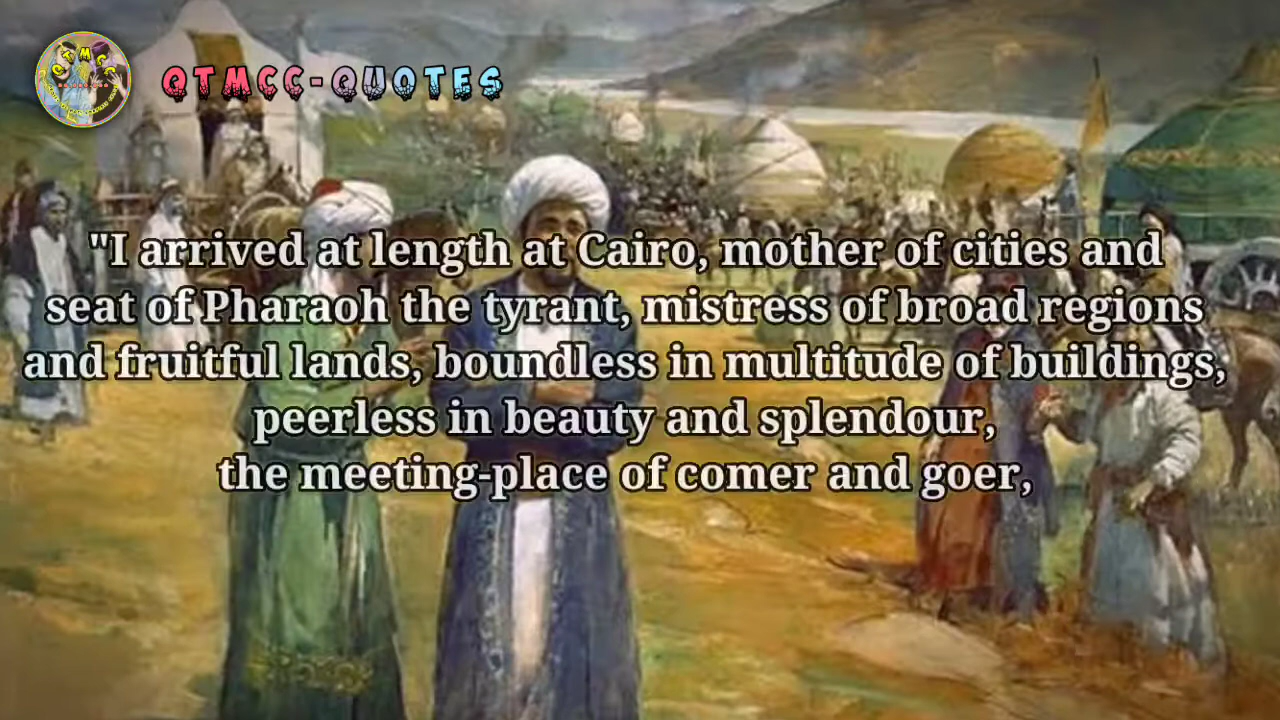 QTMCC-QUOTES
"I arrived at length at Cairo, mother of cities and
seat of Pharaoh the tyrant, mistress of broad regions
and fruitful lands, boundless in multitude of buildings,
peerless in beauty and splendour,
the meeting-place of comer and goer,